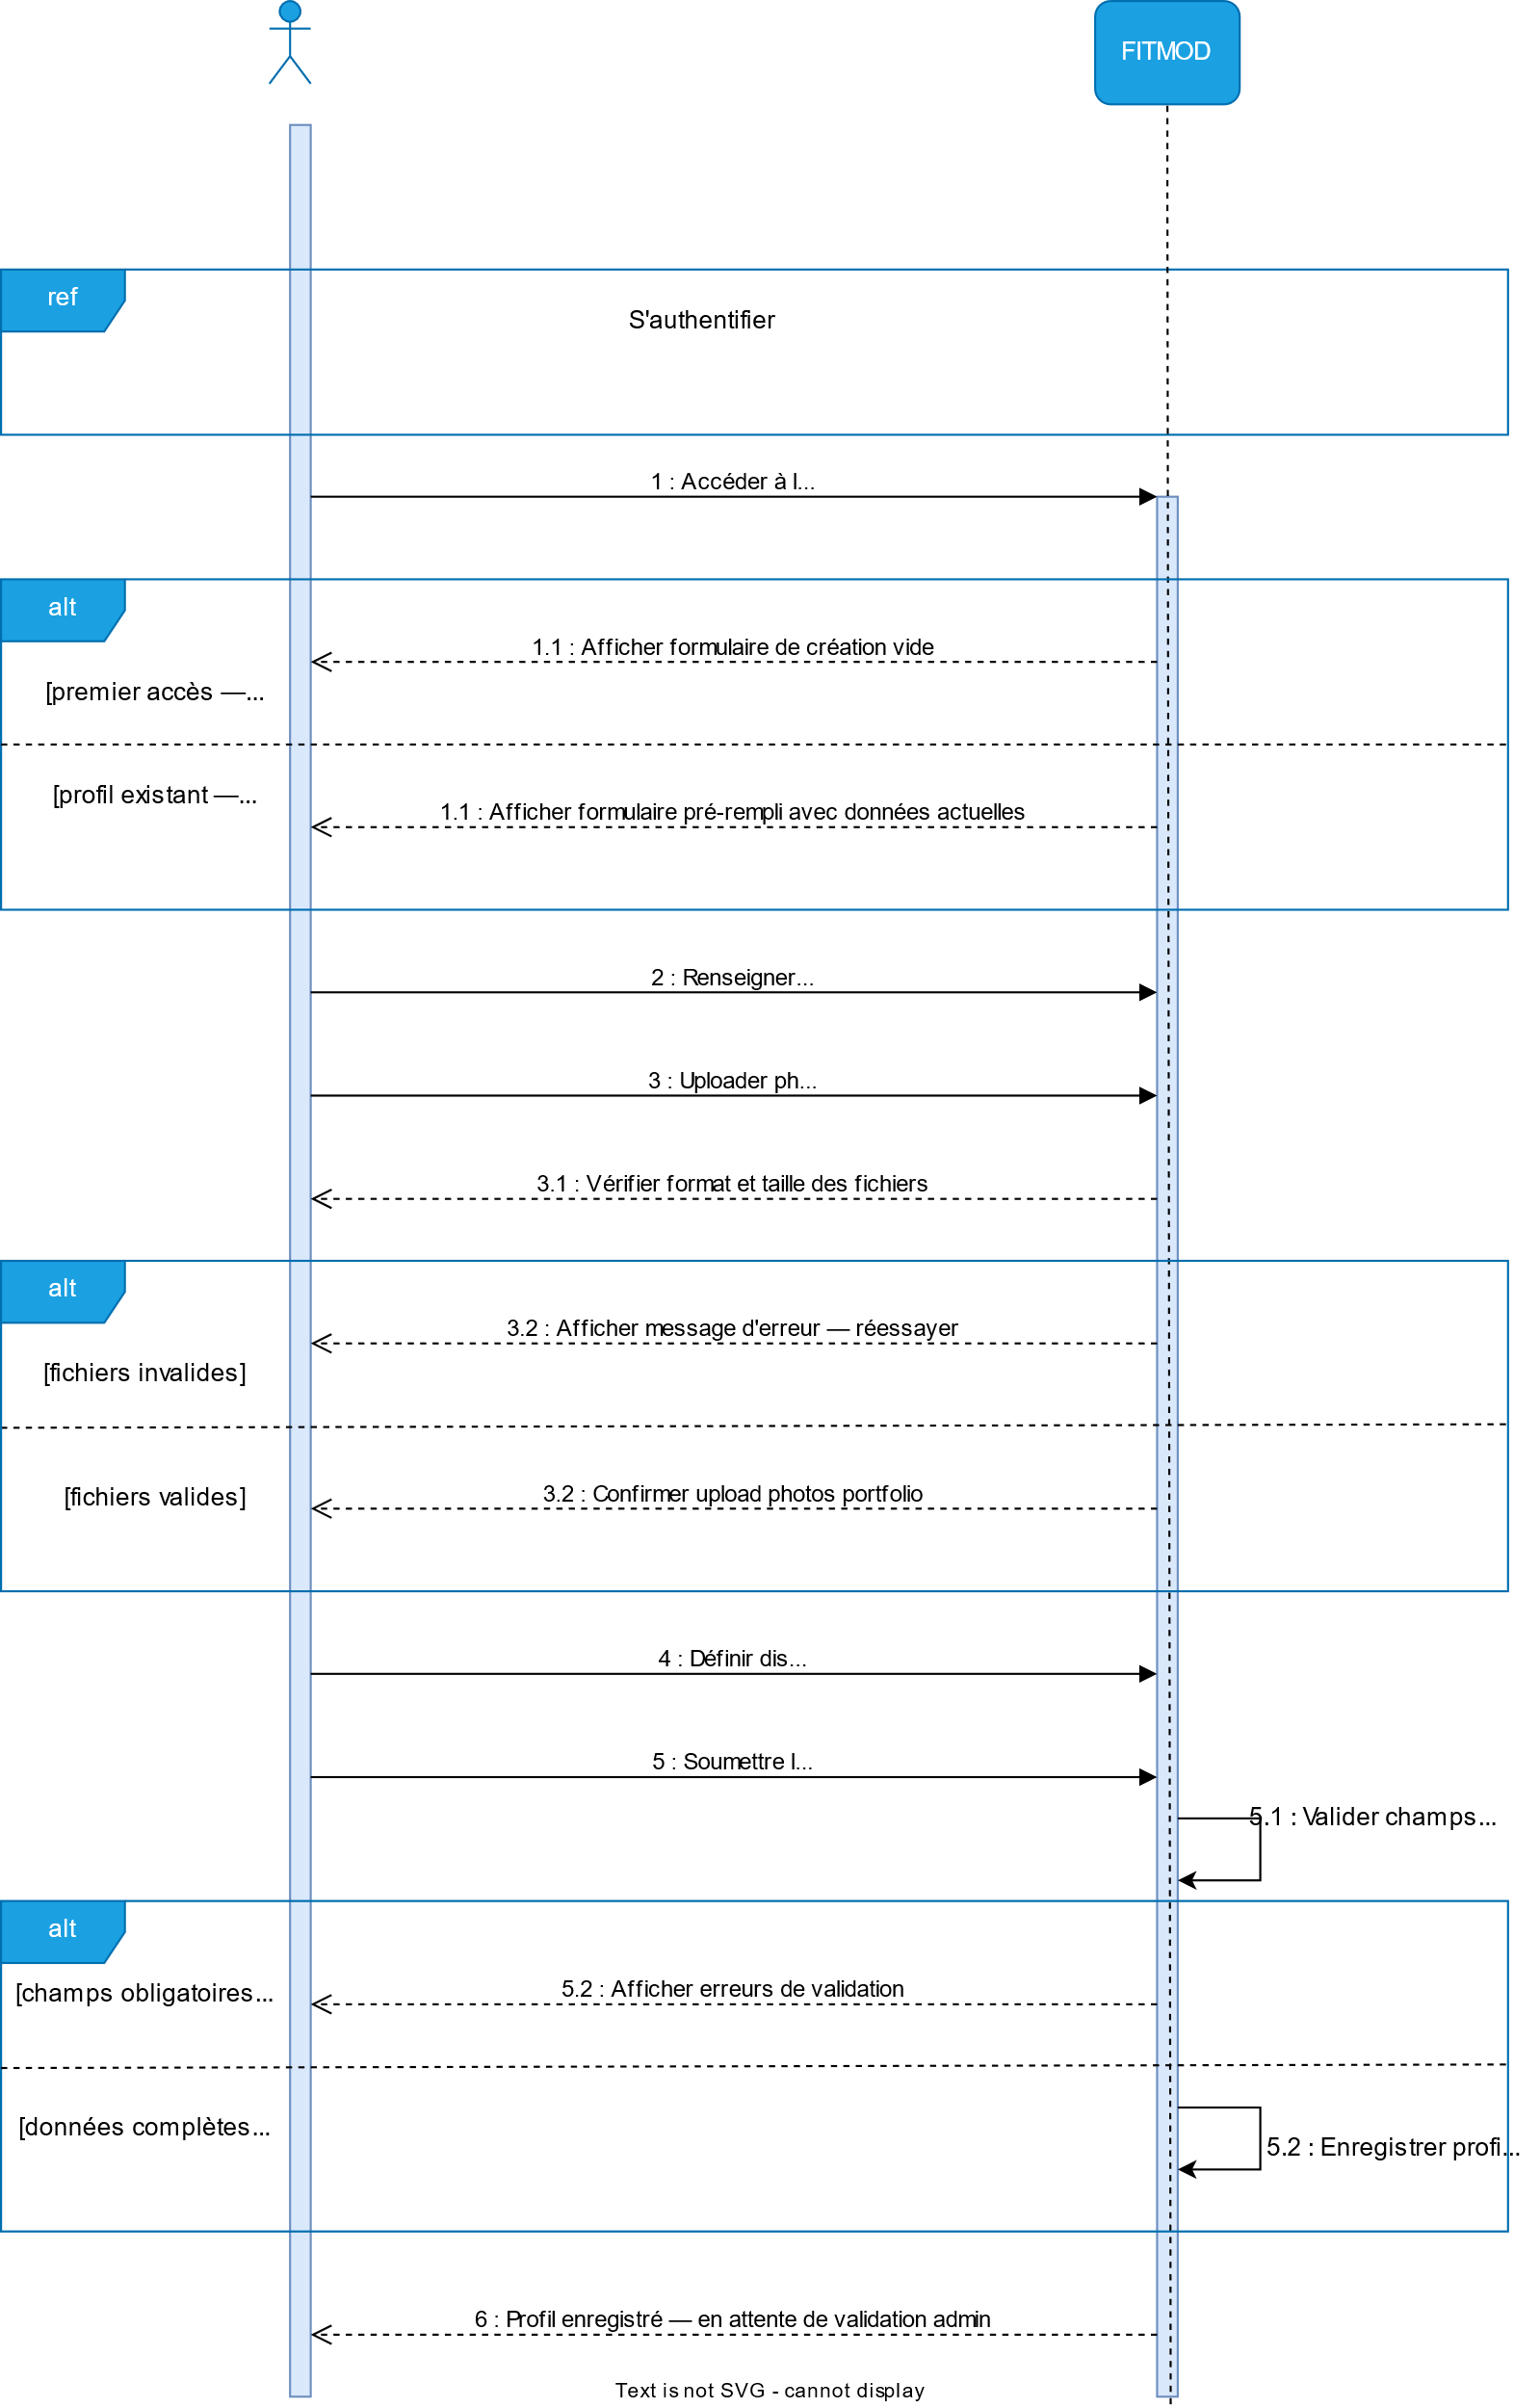 FITMOD
ref
S'authentifier
1 : Accéder à l...
alt
1.1 : Afficher formulaire de création vide
[premier accès —...
[profil existant —...
1.1 : Afficher formulaire pré-rempli avec données actuelles
2 : Renseigner...
3 : Uploader ph...
3.1 : Vérifier format et taille des fichiers
alt
3.2 : Afficher message d'erreur — réessayer
[fichiers invalides]
[fichiers valides]
3.2 : Confirmer upload photos portfolio
4 : Définir dis...
5 : Soumettre l...
5.1 : Valider champs...
alt
[champs obligatoires...
5.2 : Afficher erreurs de validation
[données complètes...
5.2 : Enregistrer profi...
6 : Profil enregistré — en attente de validation admin
Text is not SVG - cannot display